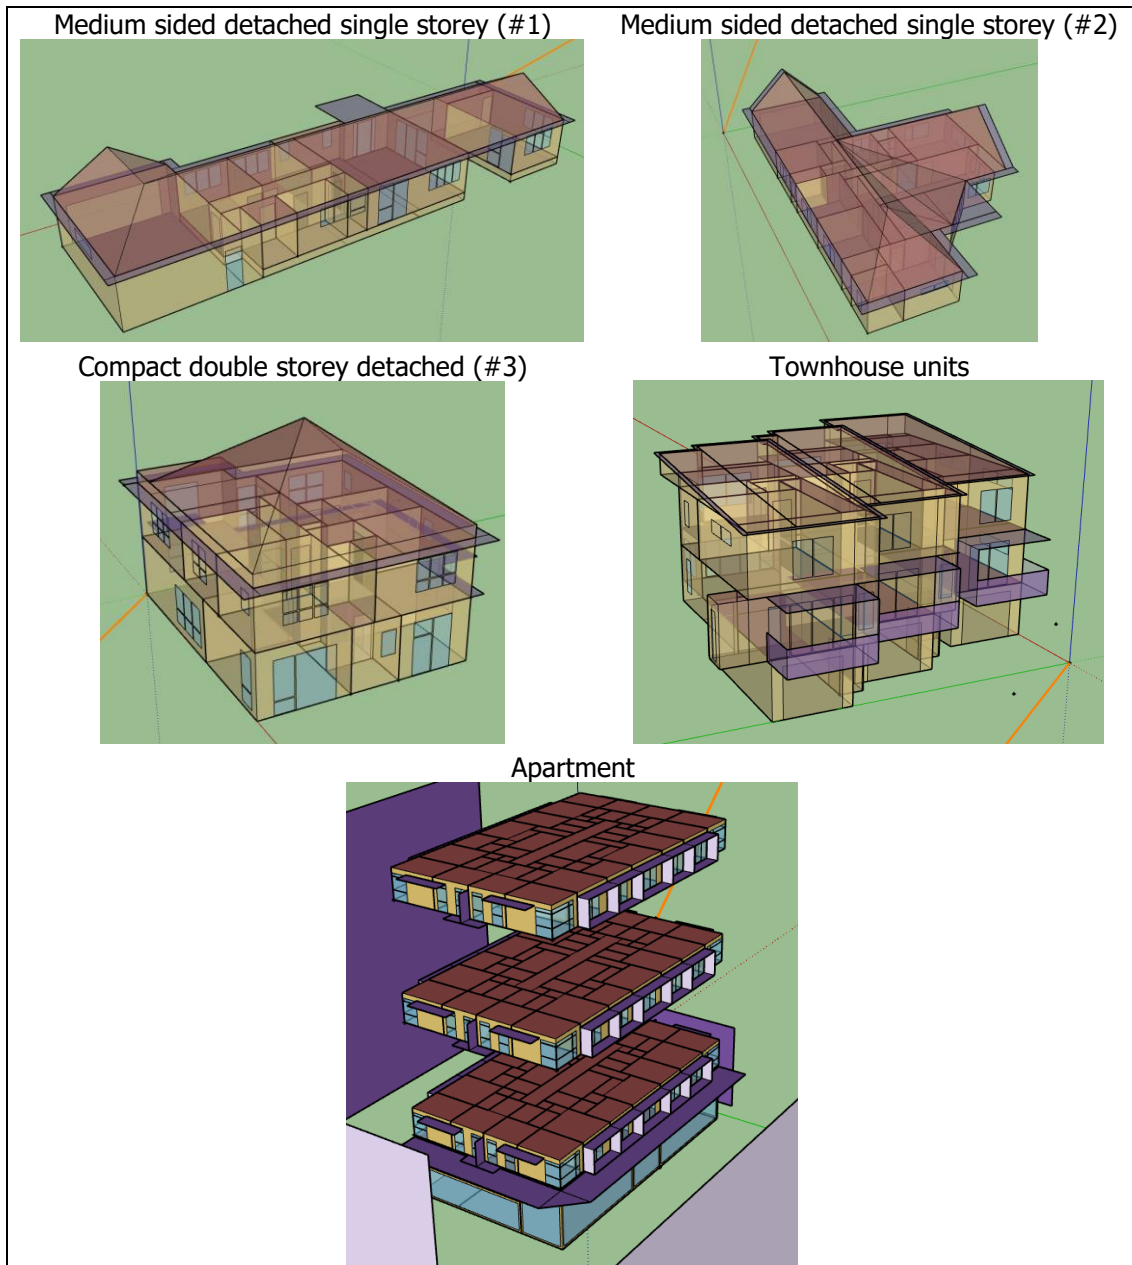 Medium sided detached single storey (#1)
Medium sided detached single storey (#2)
Compact double storey detached (#3)
Townhouse units
Apartment